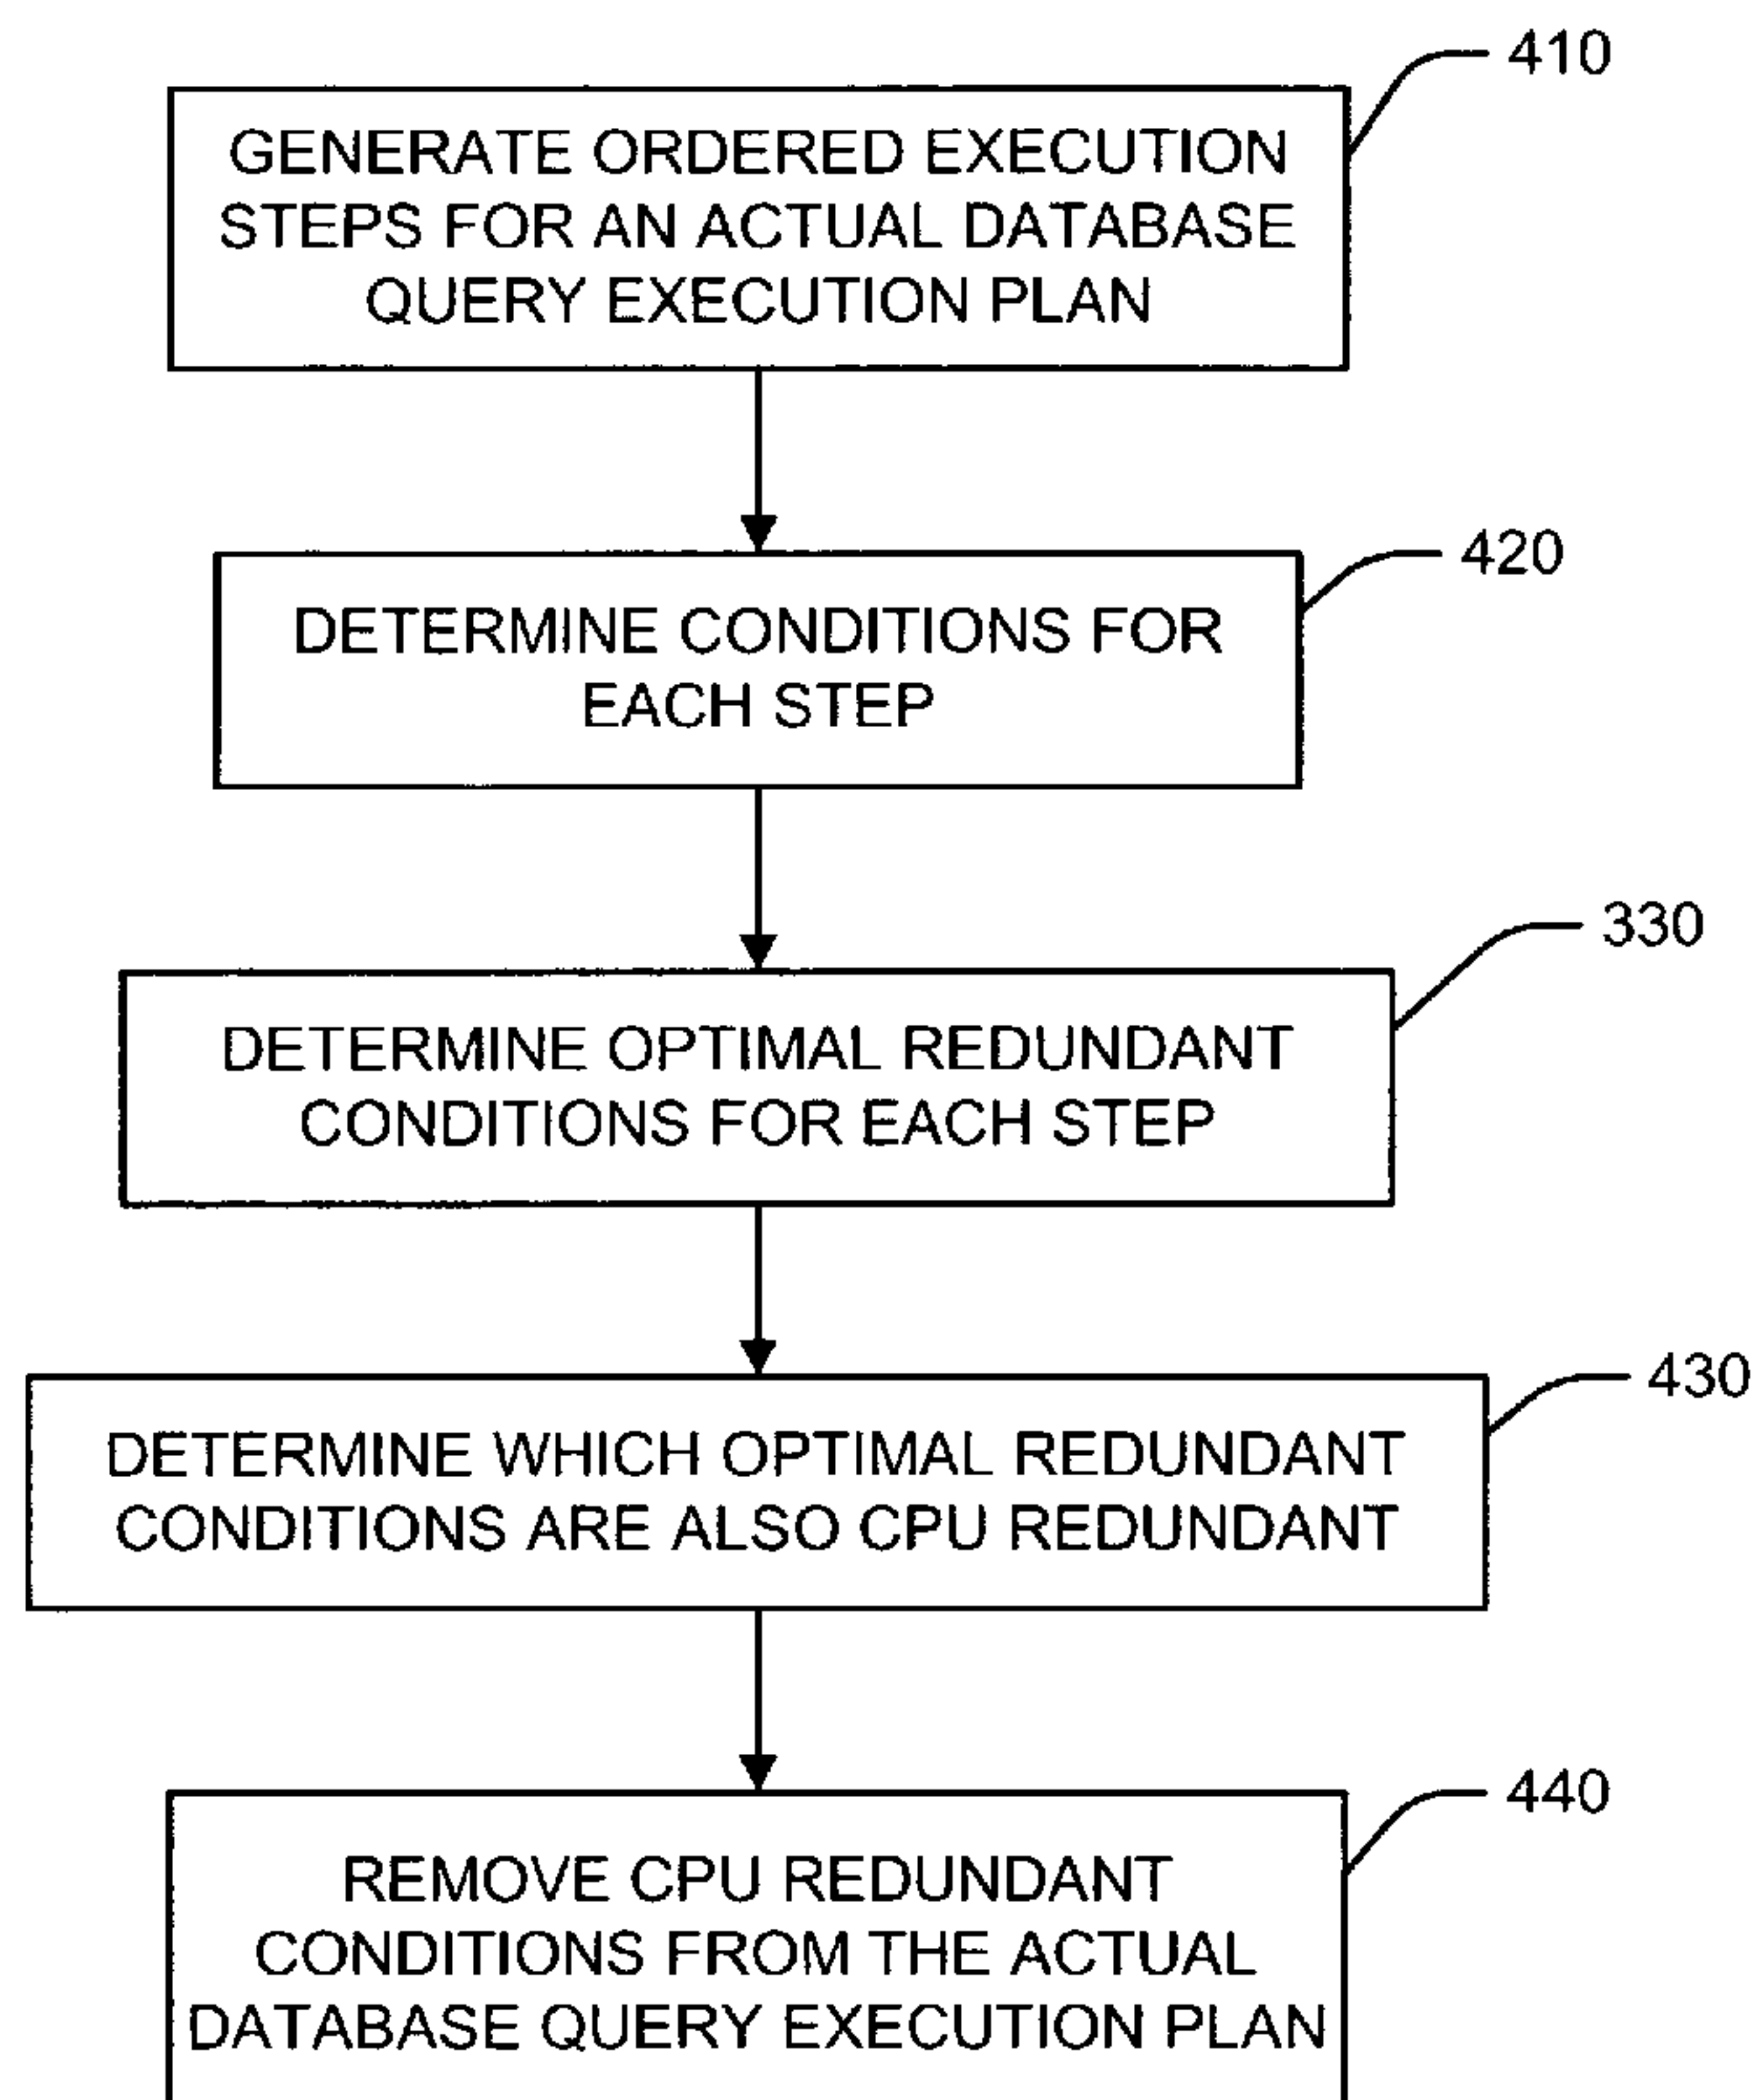 410
GENERATE ORDERED EXECUTION
STEPS FOR AN ACTUAL DATABASE
QUERY EXECUTION PLAN
420
DETERMINE CONDITIONS FOR
EACH STEP
330
DETERMINE OPTIMAL REDUNDANT
CONDITIONS FOR EACH STEP
430
DETERMINE WHICH OPTIMAL REDUNDANT
CONDITIONS ARE ALSO CPU REDUNDANT
440
REMOVE CPU REDUNDANT
CONDITIONS FROM THE ACTUAL
DATABASE QUERY EXECUTION PLAN